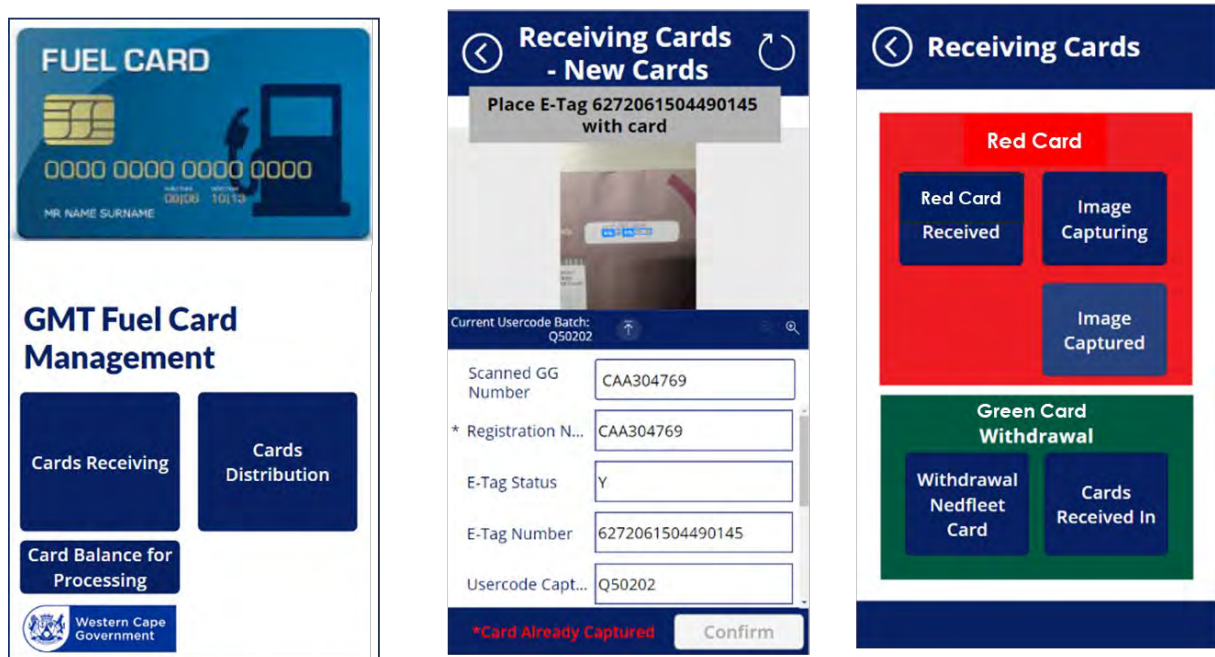 FUEL CARD
0000 0000 0000 0000
MR NAME SURNAME
GMT Fuel Card
Management
Cards Receiving
Cards
Distribution
Card Balance for
Processing
Western Cape
Government
Receiving Cards
- New Cards
Place E-Tag 6272061504490145
with card
Current Usercode Batch:
Q50202
Scanned GG
Number
CAA304769
* Registration N...
CAA304769
E-Tag Status
Y
E-Tag Number
6272061504490145
Usercode Capt...
Q50202
*Card Already Captured
Confirm
Receiving Cards
Red Card
Red Card
Received
Image
Capturing
Image
Captured
Green Card
Withdrawal
Withdrawal
Nedfleet
Card
Cards
Received In